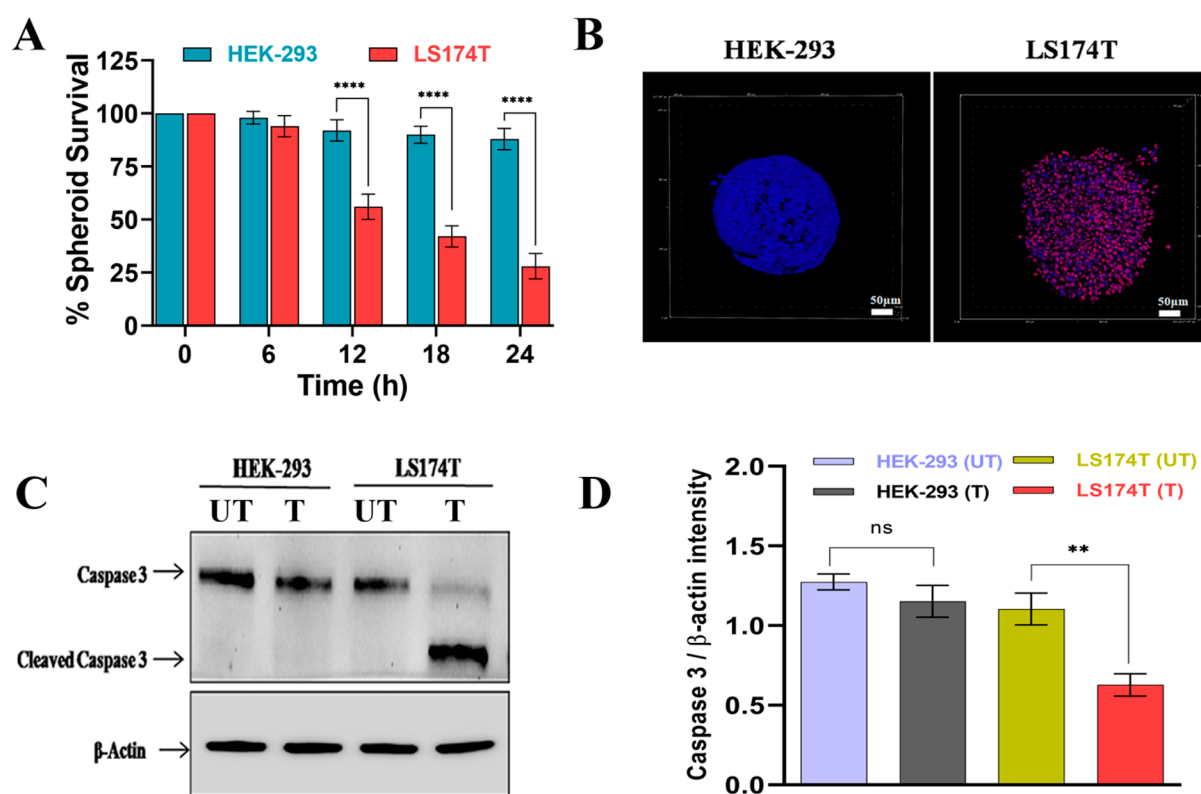 A
HEK-293 LS174T
125
100
75
50
25
0
% Spheroid Survival
**** **** ****
0 6 12 18 24
Time (h)
B
HEK-293 LS174T
50µm 50µm
C
HEK-293 LS174T
UT T UT T
Caspase 3
Cleaved Caspase 3
β-Actin
D
HEK-293 (UT) LS174T (UT)
HEK-293 (T) LS174T (T)
2.0
1.5
1.0
0.5
0.0
Caspase 3 / β-actin intensity
ns **